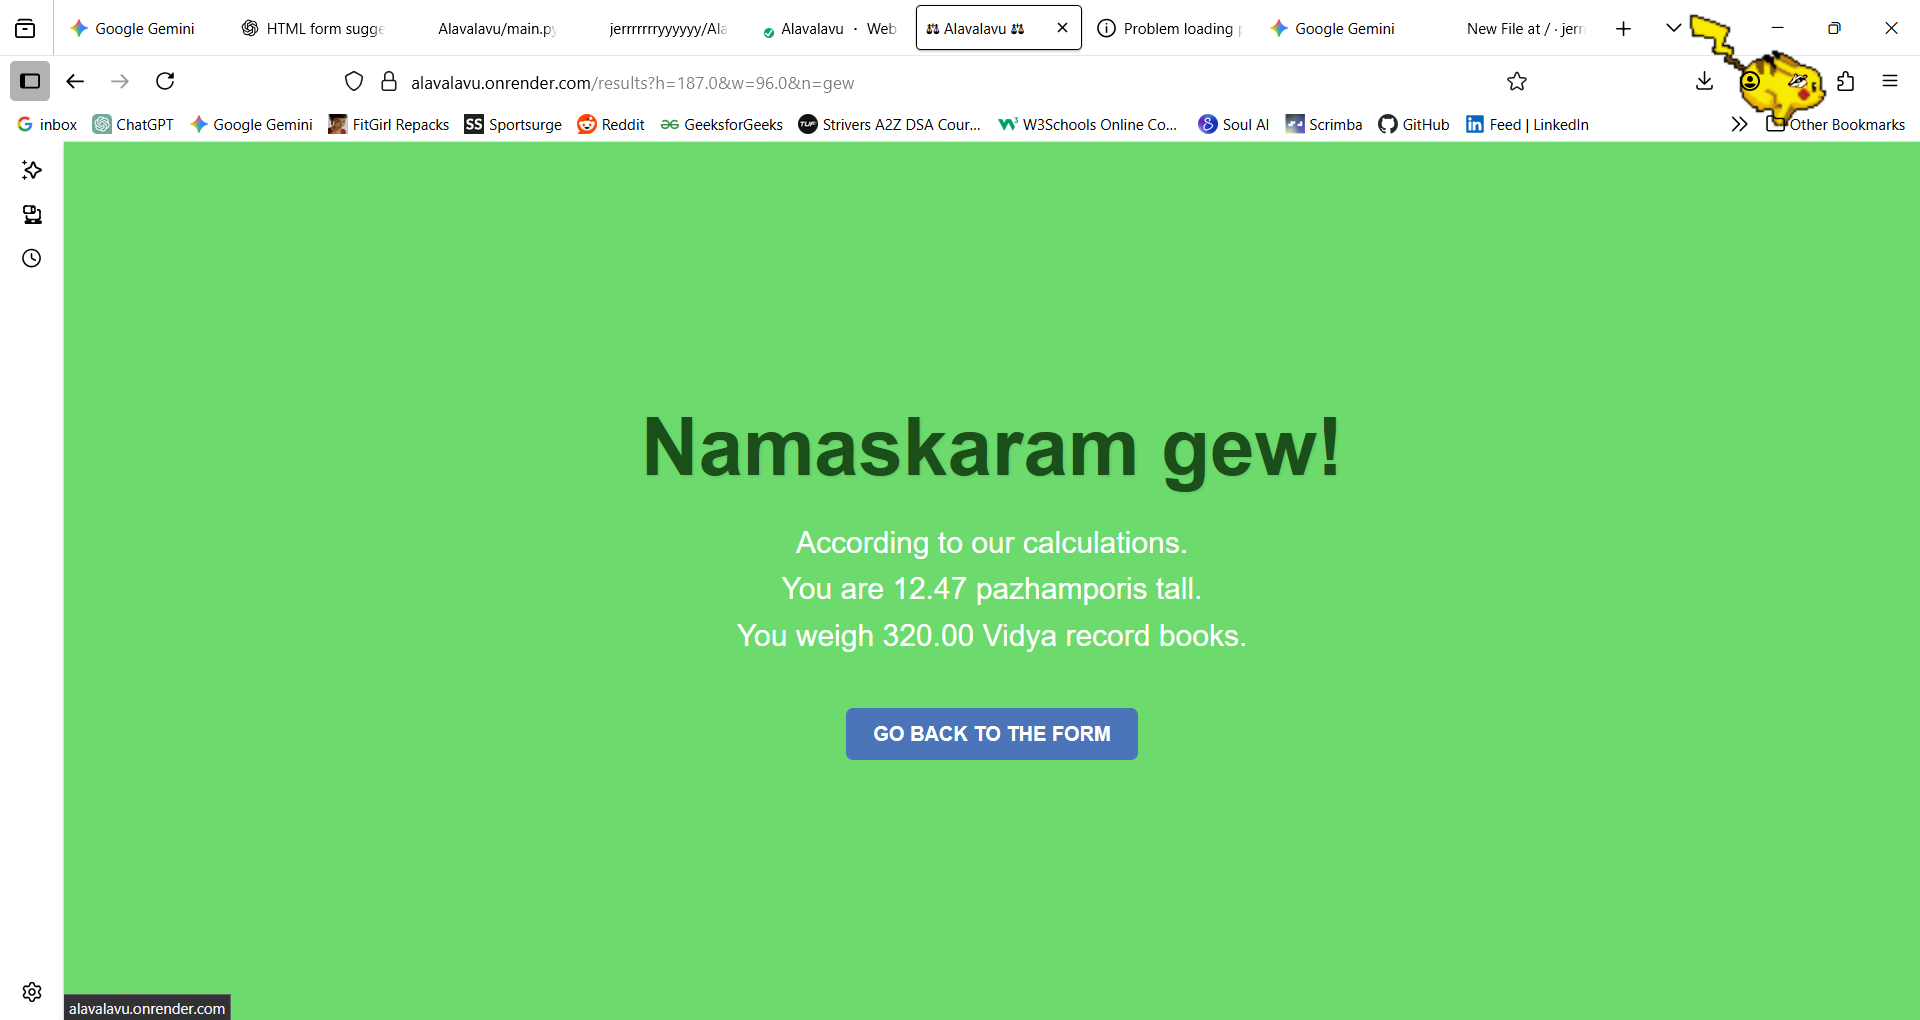 Google Gemini
HTML form sugge
Alavalavu/main.py
jerrrrrryyyyyy/Ala
Alavalavu · Web
Alavalavu
Problem loading
Google Gemini
New File at / · jerr
alavalavu.onrender.com/results?h=187.0&w=96.0&n=gew
inbox
ChatGPT
Google Gemini
FitGirl Repacks
SS Sportsurge
Reddit
GeeksforGeeks
TUF Strivers A2Z DSA Cour...
W3Schools Online Co...
Soul AI
Scrimba
GitHub
Feed | LinkedIn
Other Bookmarks
Namaskaram gew!
According to our calculations.
You are 12.47 pazhamporis tall.
You weigh 320.00 Vidya record books.
GO BACK TO THE FORM
alavalavu.onrender.com